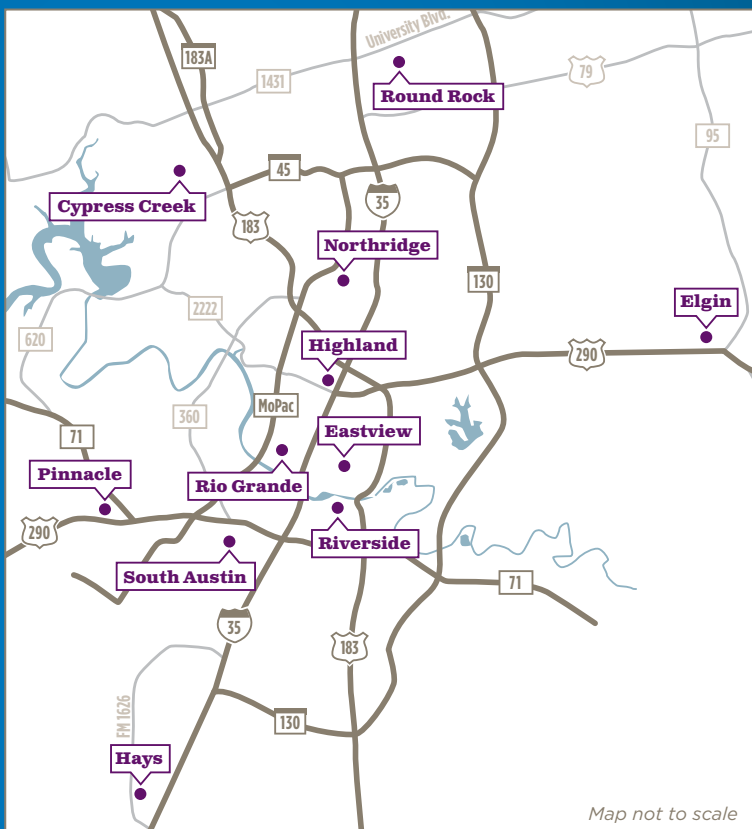 University Blvd.
183A
79
1431
Round Rock
95
45
Cypress Creek
35
183
Northridge
130
Elgin
2222
620
Highland
290
MoPac
360
71
Eastview
Pinnacle
Rio Grande
290
Riverside
South Austin
71
35
183
FM 1626
130
Hays
Map not to scale